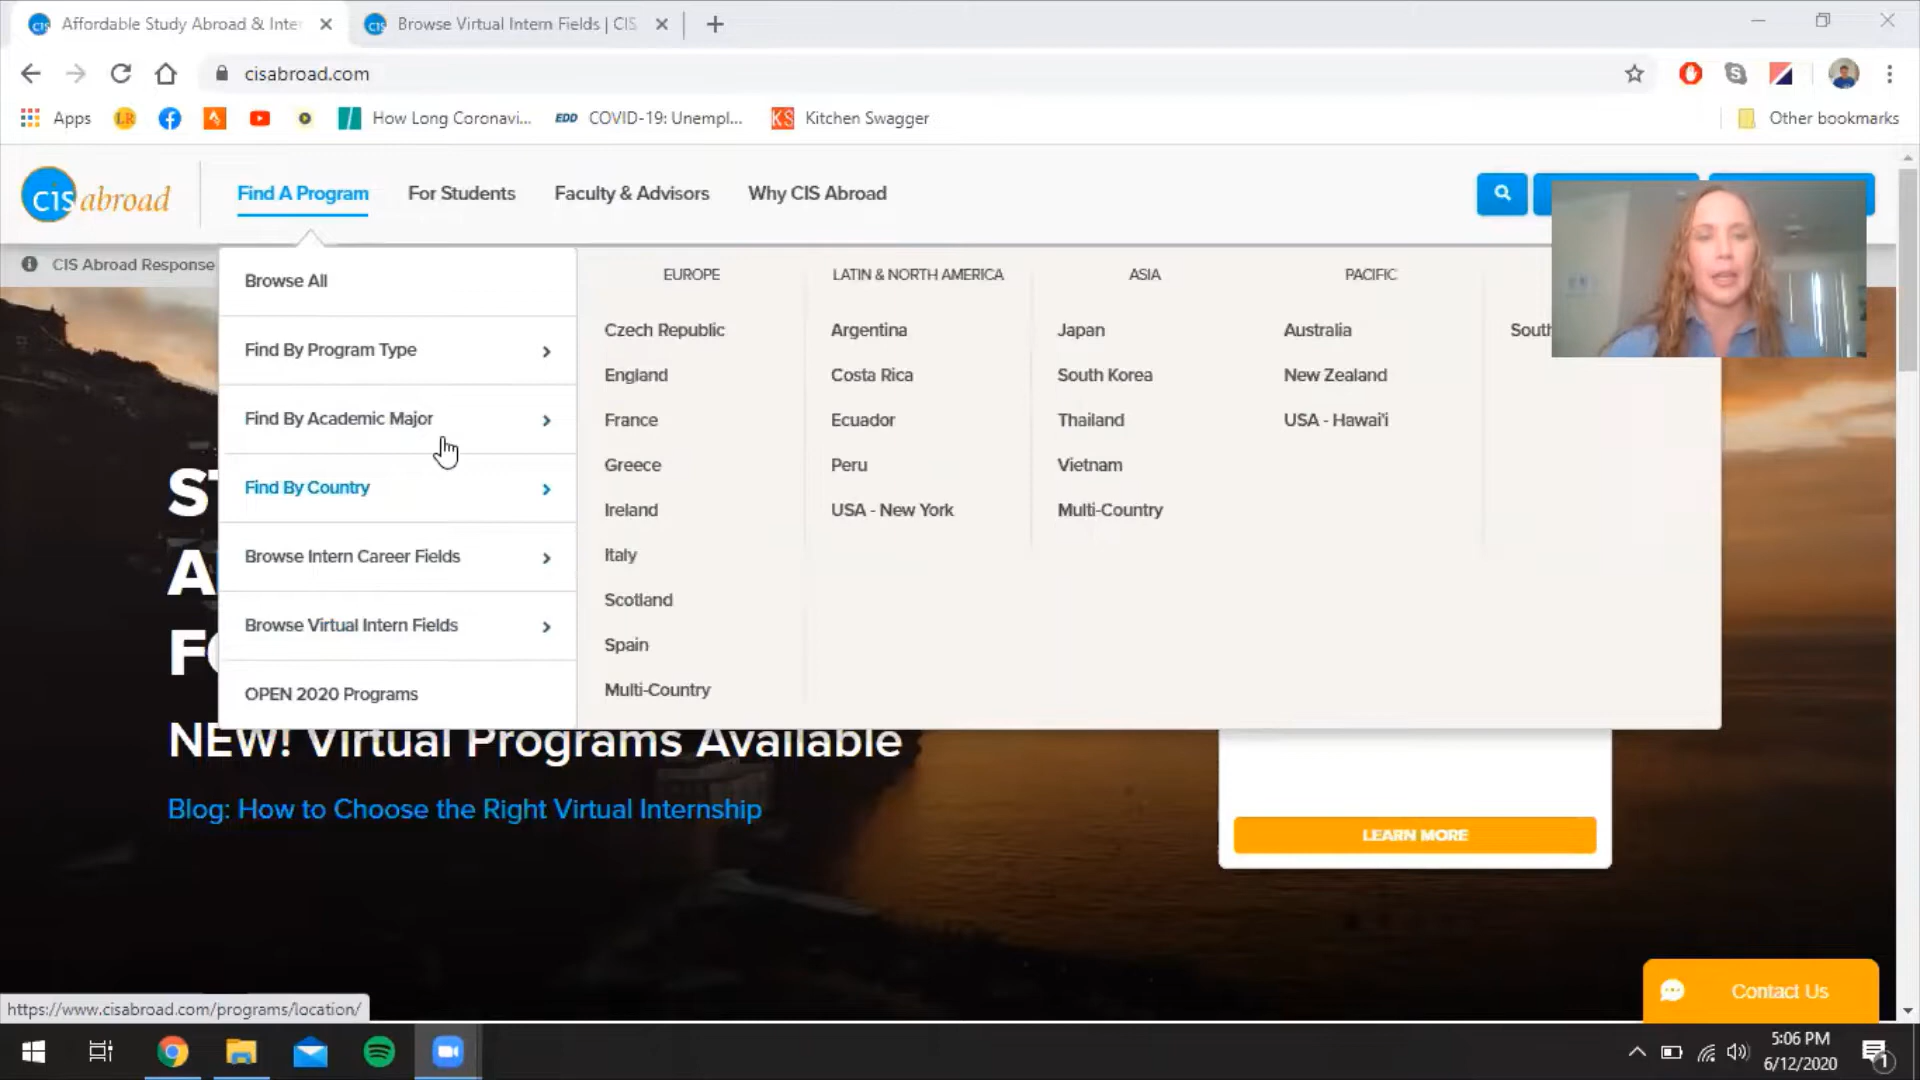 Affordable Study Abroad & Inter
Browse Virtual Intern Fields | CIS
cisabroad.com
Apps
LR
How Long Coronavi...
EDD COVID-19: Unempl...
KS Kitchen Swagger
Other bookmarks
cis abroad
Find A Program
For Students
Faculty & Advisors
Why CIS Abroad
CIS Abroad Response
Browse All
Find By Program Type
Find By Academic Major
Find By Country
Browse Intern Career Fields
Browse Virtual Intern Fields
OPEN 2020 Programs
EUROPE
Czech Republic
England
France
Greece
Ireland
Italy
Scotland
Spain
Multi-Country
LATIN & NORTH AMERICA
Argentina
Costa Rica
Ecuador
Peru
USA - New York
ASIA
Japan
South Korea
Thailand
Vietnam
Multi-Country
PACIFIC
Australia
New Zealand
USA - Hawai'i
South
NEW! Virtual Programs Available
Blog: How to Choose the Right Virtual Internship
LEARN MORE
Contact Us
https://www.cisabroad.com/programs/location/
5:06 PM
6/12/2020
1